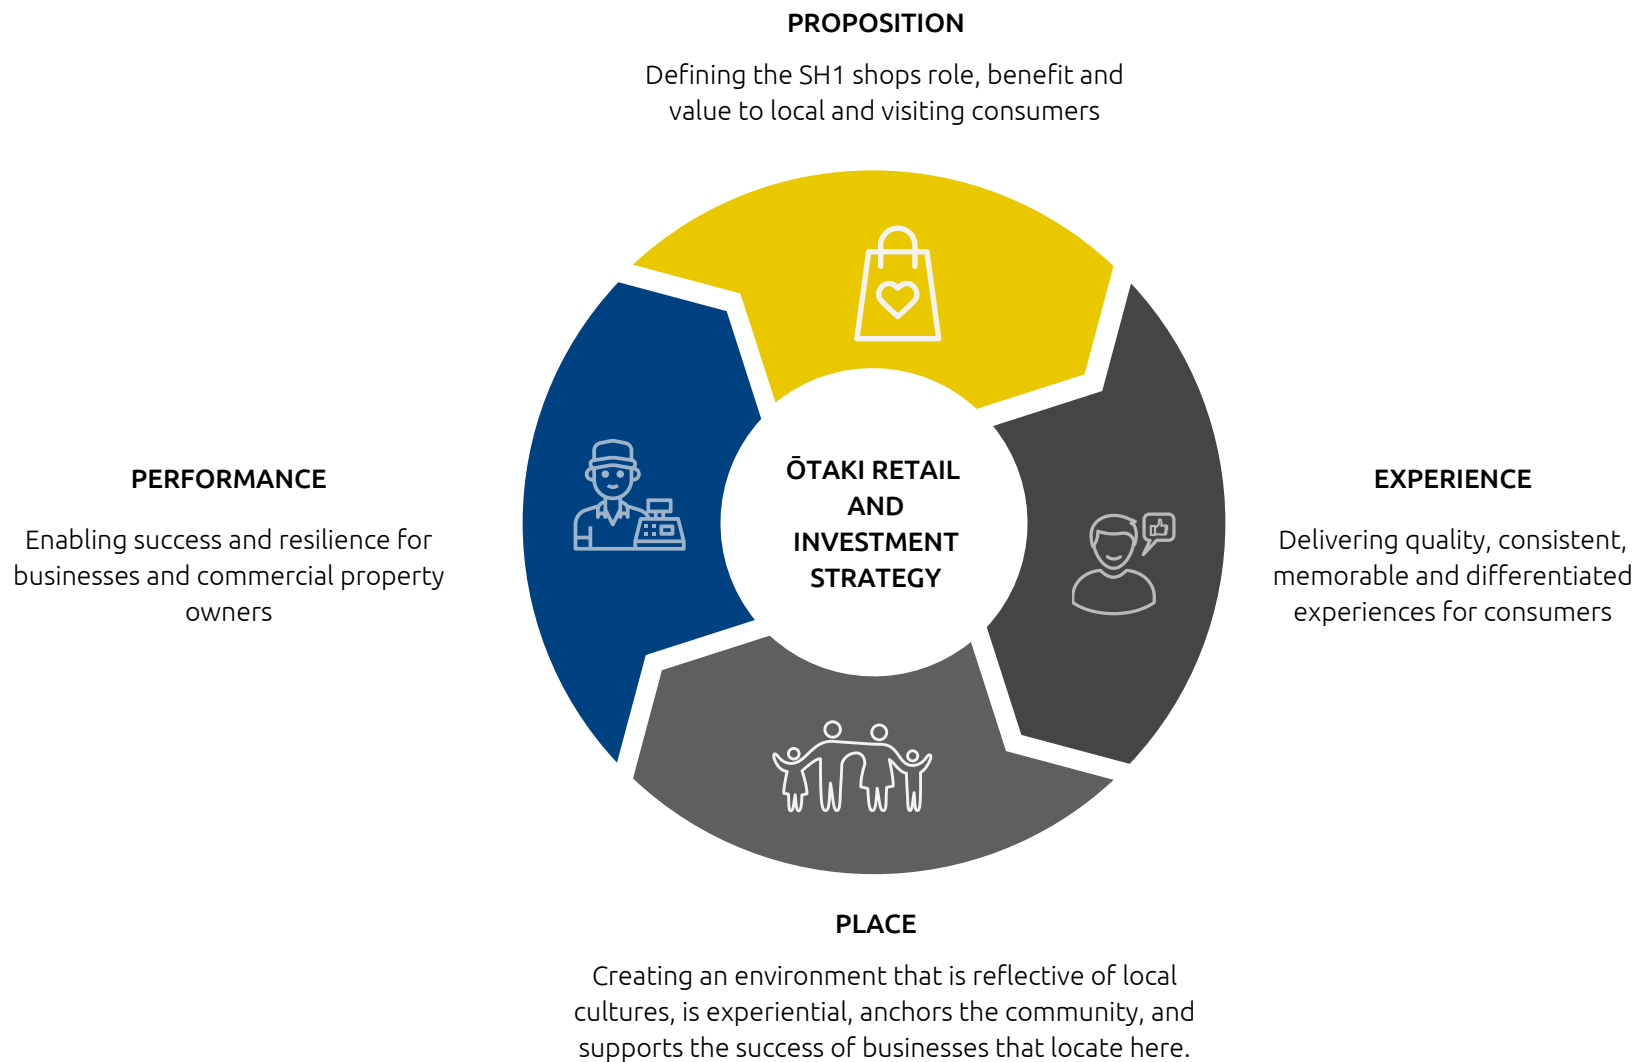 PROPOSITION
Defining the SH1 shops role, benefit and
value to local and visiting consumers
ŌTAKI RETAIL
AND
INVESTMENT
STRATEGY
PERFORMANCE
Enabling success and resilience for
businesses and commercial property
owners
EXPERIENCE
Delivering quality, consistent,
memorable and differentiated
experiences for consumers
PLACE
Creating an environment that is reflective of local
cultures, is experiential, anchors the community, and
supports the success of businesses that locate here.